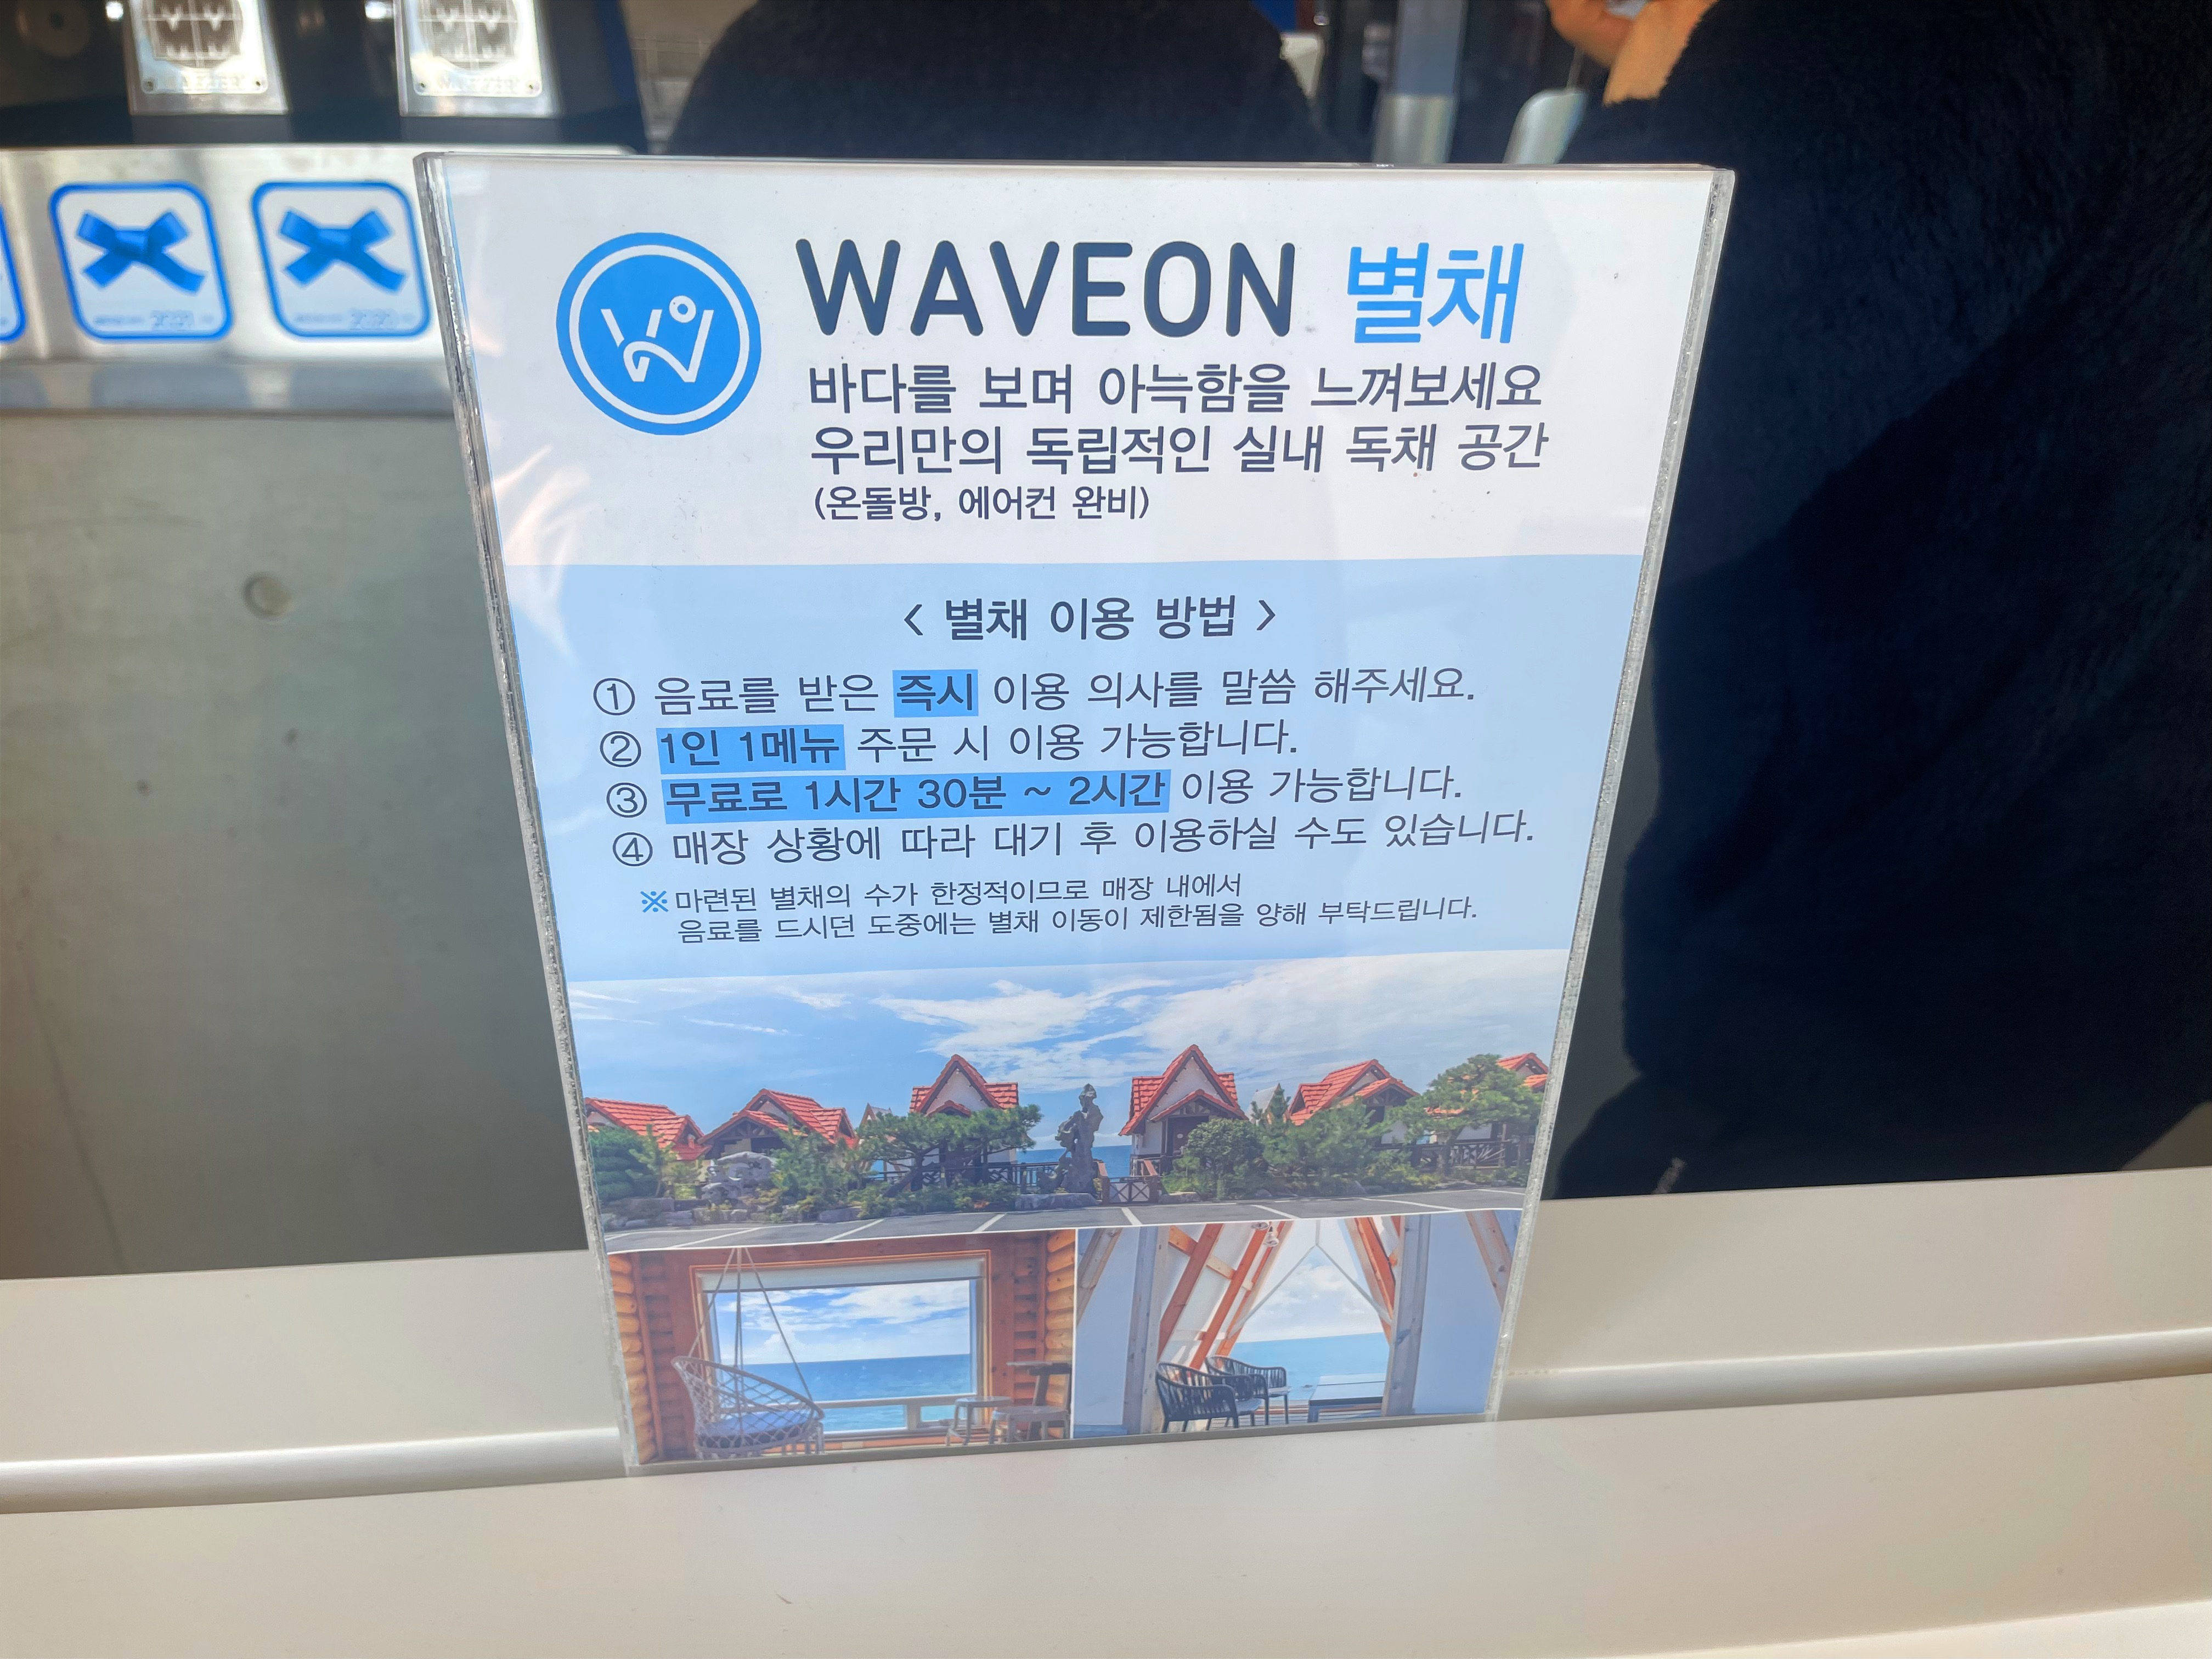 WAVEON 별채
바다를 보며 아늑함을 느껴보세요
우리만의 독립적인 실내 독채 공간
(온돌방, 에어컨 완비)
< 별채 이용 방법 >
① 음료를 받은 즉시 이용 의사를 말씀 해주세요.
② 1인 1메뉴 주문 시 이용 가능합니다.
③ 무료로 1시간 30분 ~ 2시간 이용 가능합니다.
④ 매장 상황에 따라 대기 후 이용하실 수도 있습니다.
※ 마련된 별채의 수가 한정적이므로 매장 내에서
음료를 드시던 도중에는 별채 이동이 제한됨을 양해 부탁드립니다.